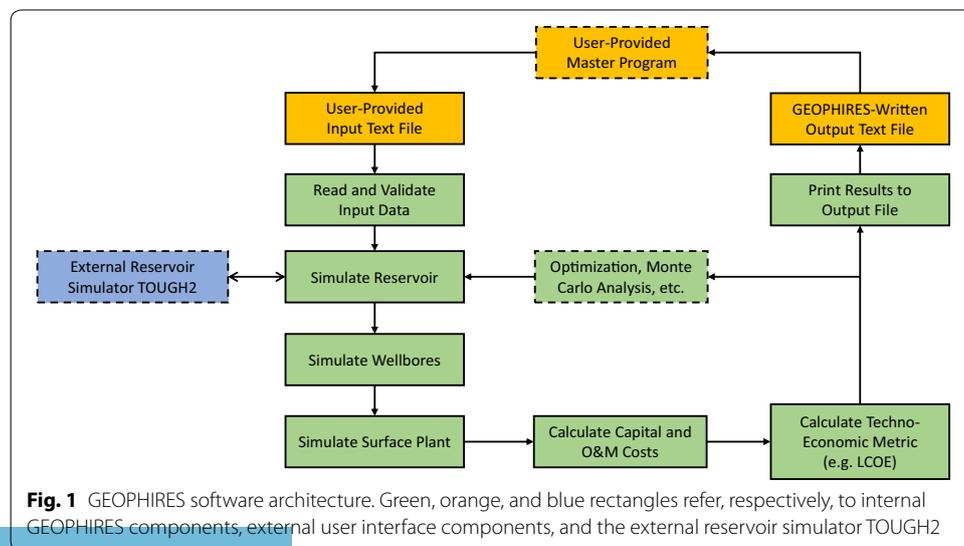 User-Provided
Master Program
User-Provided
Input Text File
GEOPHIRES-Written
Output Text File
Read and Validate
Input Data
Print Results to
Output File
External Reservoir
Simulator TOUGH2
Simulate Reservoir
Optimization, Monte
Carlo Analysis, etc.
Simulate Wellbores
Simulate Surface Plant
Calculate Capital and
O&M Costs
Calculate Techno-
Economic Metric
(e.g. LCOE)
Fig. 1 GEOPHIRES software architecture. Green, orange, and blue rectangles refer, respectively, to internal
GEOPHIRES components, external user interface components, and the external reservoir simulator TOUGH2